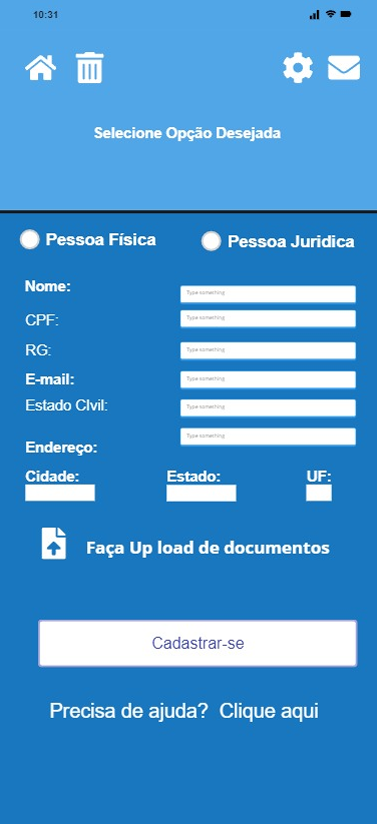 10:31
Selecione Opção Desejada
Pessoa Física Pessoa Juridica
Nome: Type something
CPF: Type something
RG: Type something
E-mail: Type something
Estado CIvil: Type something
Endereço: Type something
Cidade: Estado: UF:
Faça Up load de documentos
Cadastrar-se
Precisa de ajuda? Clique aqui